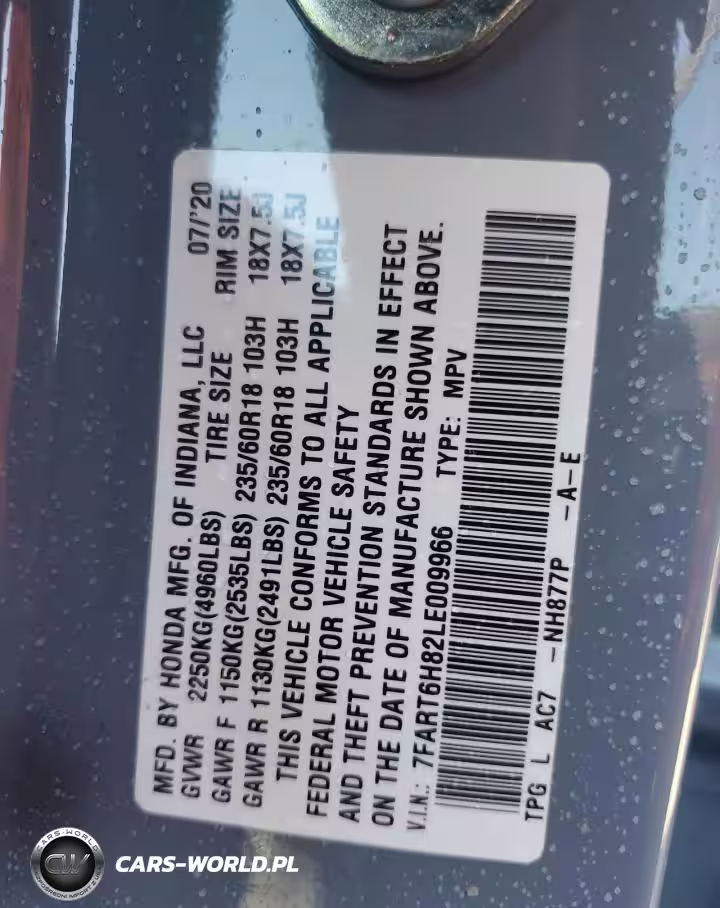 MFD. BY HONDA MFG. OF INDIANA, LLC 07/'20
GVWR 2250KG(4960LBS) TIRE SIZE RIM SIZE
GAWR F 1150KG(2535LBS) 235/60R18 103H 18X7.5J
GAWR R 1130KG(2491LBS) 235/60R18 103H 18X7.5J
THIS VEHICLE CONFORMS TO ALL APPLICABLE
FEDERAL MOTOR VEHICLE SAFETY
AND THEFT PREVENTION STANDARDS IN EFFECT
ON THE DATE OF MANUFACTURE SHOWN ABOVE.
V.I.N.: 7FART6H82LE009966 TYPE: MPV
TPG L AC7 -NH877P -A-E
CARS-WORLD
CW
CARS-WORLD.PL